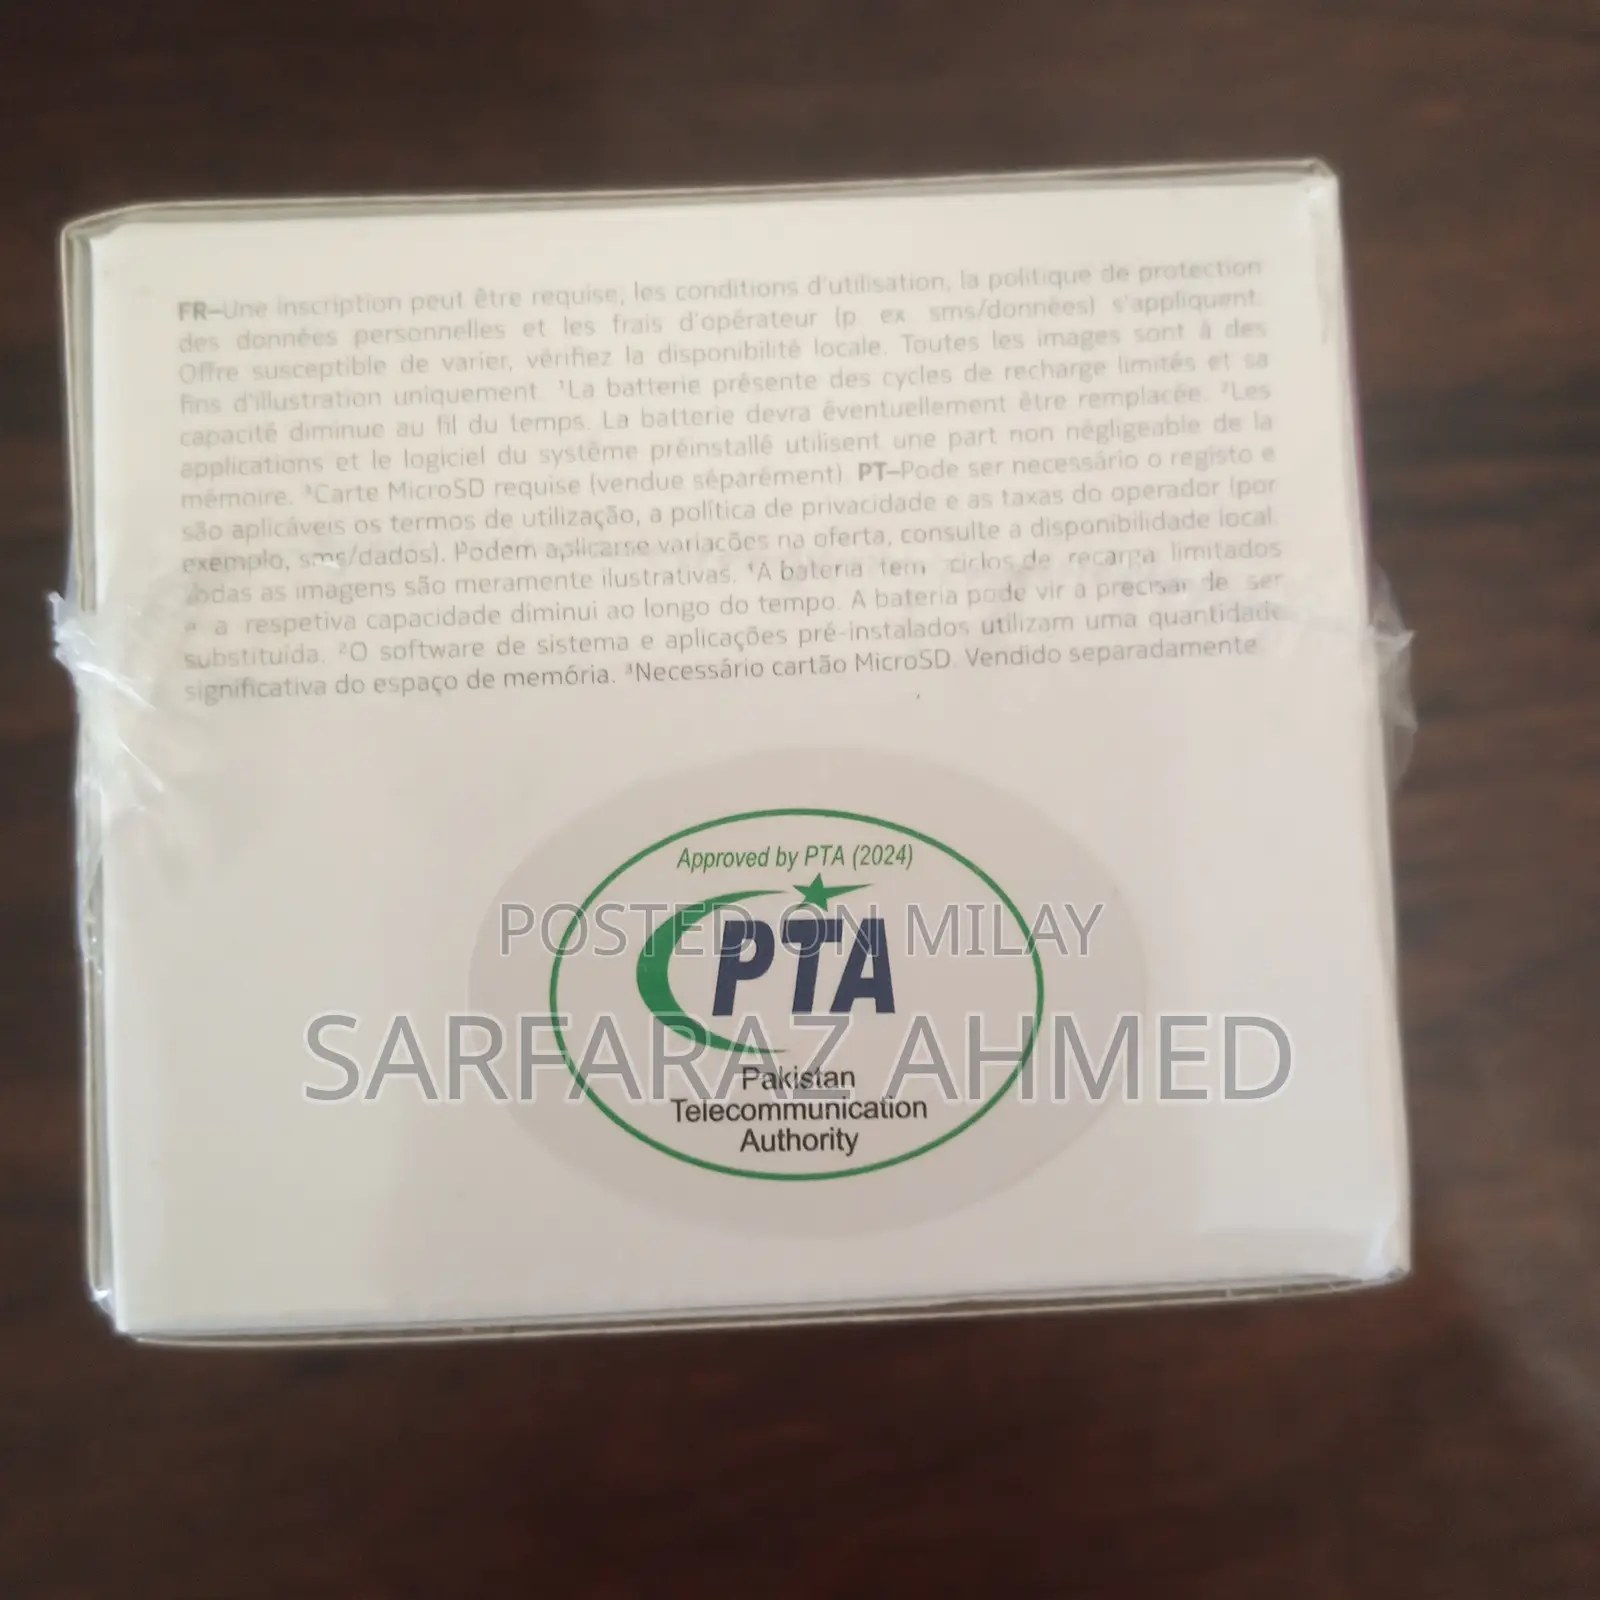 FR–Une inscription peut être requise, les conditions d'utilisation, la politique de protection
des données personnelles et les frais d'opérateur (p. ex. sms/données) s'appliquent.
Offre susceptible de varier, vérifiez la disponibilité locale. Toutes les images sont à des
fins d'illustration uniquement. ¹La batterie présente des cycles de recharge limités et sa
capacité diminue au fil du temps. La batterie devra éventuellement être remplacée. ²Les
applications et le logiciel du système préinstallé utilisent une part non négligeable de la
mémoire. ³Carte MicroSD requise (vendue séparément). PT–Pode ser necessário o registo e
são aplicáveis os termos de utilização, a política de privacidade e as taxas do operador (por
exemplo, sms/dados). Podem aplicarse variações na oferta, consulte a disponibilidade local.
Todas as imagens são meramente ilustrativas. ¹A bateria tem ciclos de recarga limitados
e a respetiva capacidade diminui ao longo do tempo. A bateria pode vir a precisar de ser
substituída. ²O software de sistema e aplicações pré-instalados utilizam uma quantidade
significativa do espaço de memória. ³Necessário cartão MicroSD. Vendido separadamente.
Approved by PTA (2024)
POSTED ON MILAY
PTA
SARFARAZ AHMED
Pakistan
Telecommunication
Authority